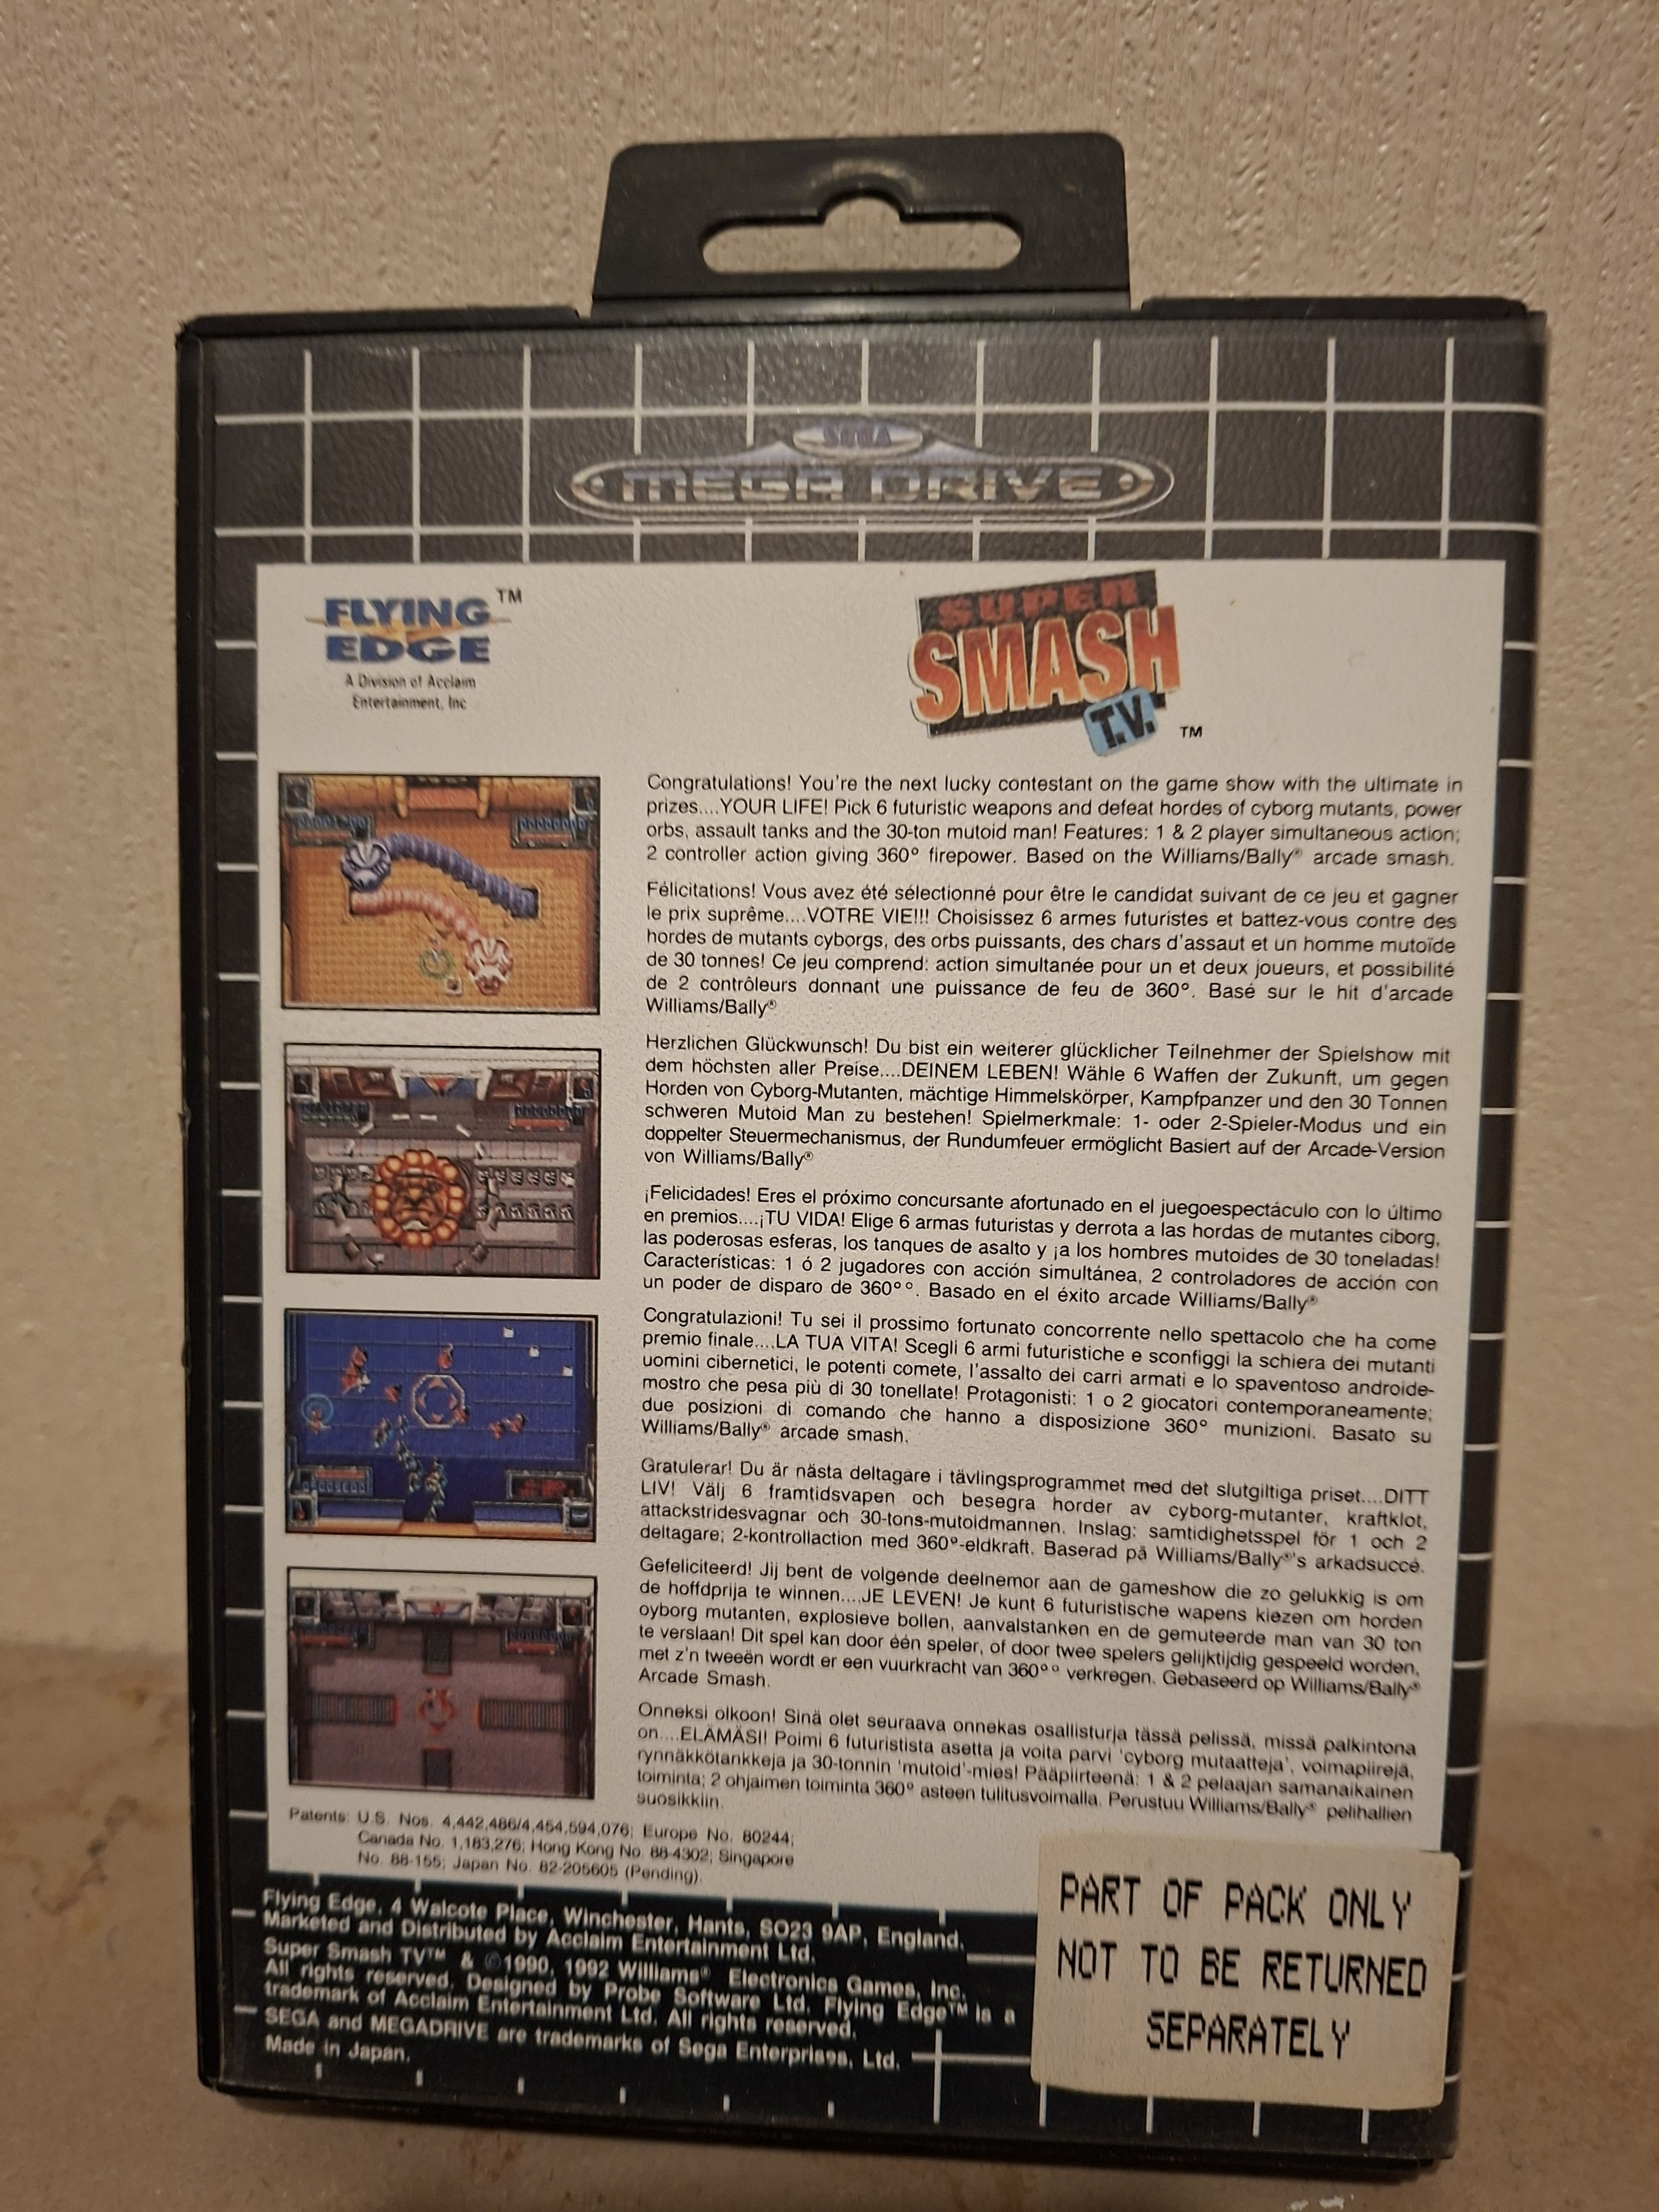 SEGA
MEGA DRIVE
FLYING ™
EDGE
A Division of Acclaim
Entertainment, Inc
SUPER
SMASH
T.V. ™
Congratulations! You're the next lucky contestant on the game show with the ultimate in
prizes....YOUR LIFE! Pick 6 futuristic weapons and defeat hordes of cyborg mutants, power
orbs, assault tanks and the 30-ton mutoid man! Features: 1 & 2 player simultaneous action;
2 controller action giving 360° firepower. Based on the Williams/Bally® arcade smash.
Félicitations! Vous avez été sélectionné pour être le candidat suivant de ce jeu et gagner
le prix suprême....VOTRE VIE!!! Choisissez 6 armes futuristes et battez-vous contre des
hordes de mutants cyborgs, des orbs puissants, des chars d'assaut et un homme mutoïde
de 30 tonnes! Ce jeu comprend: action simultanée pour un et deux joueurs, et possibilité
de 2 contrôleurs donnant une puissance de feu de 360°. Basé sur le hit d'arcade
Williams/Bally®
Herzlichen Glückwunsch! Du bist ein weiterer glücklicher Teilnehmer der Spielshow mit
dem höchsten aller Preise....DEINEM LEBEN! Wähle 6 Waffen der Zukunft, um gegen
Horden von Cyborg-Mutanten, mächtige Himmelskörper, Kampfpanzer und den 30 Tonnen
schweren Mutoid Man zu bestehen! Spielmerkmale: 1- oder 2-Spieler-Modus und ein
doppelter Steuermechanismus, der Rundumfeuer ermöglicht Basiert auf der Arcade-Version
von Williams/Bally®
¡Felicidades! Eres el próximo concursante afortunado en el juegoespectáculo con lo último
en premios....¡TU VIDA! Elige 6 armas futuristas y derrota a las hordas de mutantes ciborg,
las poderosas esferas, los tanques de asalto y ¡a los hombres mutoides de 30 toneladas!
Características: 1 ó 2 jugadores con acción simultánea, 2 controladores de acción con
un poder de disparo de 360°°. Basado en el éxito arcade Williams/Bally®
Congratulazioni! Tu sei il prossimo fortunato concorrente nello spettacolo che ha come
premio finale....LA TUA VITA! Scegli 6 armi futuristiche e sconfiggi la schiera dei mutanti
uomini cibernetici, le potenti comete, l'assalto dei carri armati e lo spaventoso androide-
mostro che pesa più di 30 tonellate! Protagonisti: 1 o 2 giocatori contemporaneamente;
due posizioni di comando che hanno a disposizione 360° munizioni. Basato su
Williams/Bally® arcade smash.
Gratulerar! Du är nästa deltagare i tävlingsprogrammet med det slutgiltiga priset....DITT
LIV! Välj 6 framtidsvapen och besegra horder av cyborg-mutanter, kraftklot,
attackstridesvagnar och 30-tons-mutoidmannen. Inslag: samtidighetsspel för 1 och 2
deltagare; 2-kontrollaction med 360°-eldkraft. Baserad på Williams/Bally®'s arkadsuccé.
Gefeliciteerd! Jij bent de volgende deelnemor aan de gameshow die zo gelukkig is om
de hoffdprija te winnen....JE LEVEN! Je kunt 6 futuristische wapens kiezen om horden
oyborg mutanten, explosieve bollen, aanvalstanken en de gemuteerde man van 30 ton
te verslaan! Dit spel kan door één speler, of door twee spelers gelijktijdig gespeeld worden,
met z'n tweeën wordt er een vuurkracht van 360°° verkregen. Gebaseerd op Williams/Bally®
Arcade Smash.
Onneksi olkoon! Sinä olet seuraava onnekas osallisturja tässä pelissä, missä palkintona
on....ELÄMÄSI! Poimi 6 futuristista asetta ja voita parvi 'cyborg mutaatteja', voimapiirejä,
rynnäkkötankkeja ja 30-tonnin 'mutoid'-mies! Pääpiirteenä: 1 & 2 pelaajan samanaikainen
toiminta; 2 ohjaimen toiminta 360° asteen tulitusvoimalla. Perustuu Williams/Bally® pelihallien
suosikkiin.
Patents: U.S. Nos. 4,442,486/4,454,594,076; Europe No. 80244;
Canada No. 1,183,276; Hong Kong No. 88-4302; Singapore
No. 88-155; Japan No. 82-205605 (Pending).
Flying Edge, 4 Walcote Place, Winchester, Hants, SO23 9AP, England.
Marketed and Distributed by Acclaim Entertainment Ltd.
Super Smash TV™ & ©1990, 1992 Williams® Electronics Games, Inc.
All rights reserved. Designed by Probe Software Ltd. Flying Edge™ is a
trademark of Acclaim Entertainment Ltd. All rights reserved.
SEGA and MEGADRIVE are trademarks of Sega Enterprises, Ltd.
Made in Japan.
PART OF PACK ONLY
NOT TO BE RETURNED
SEPARATELY